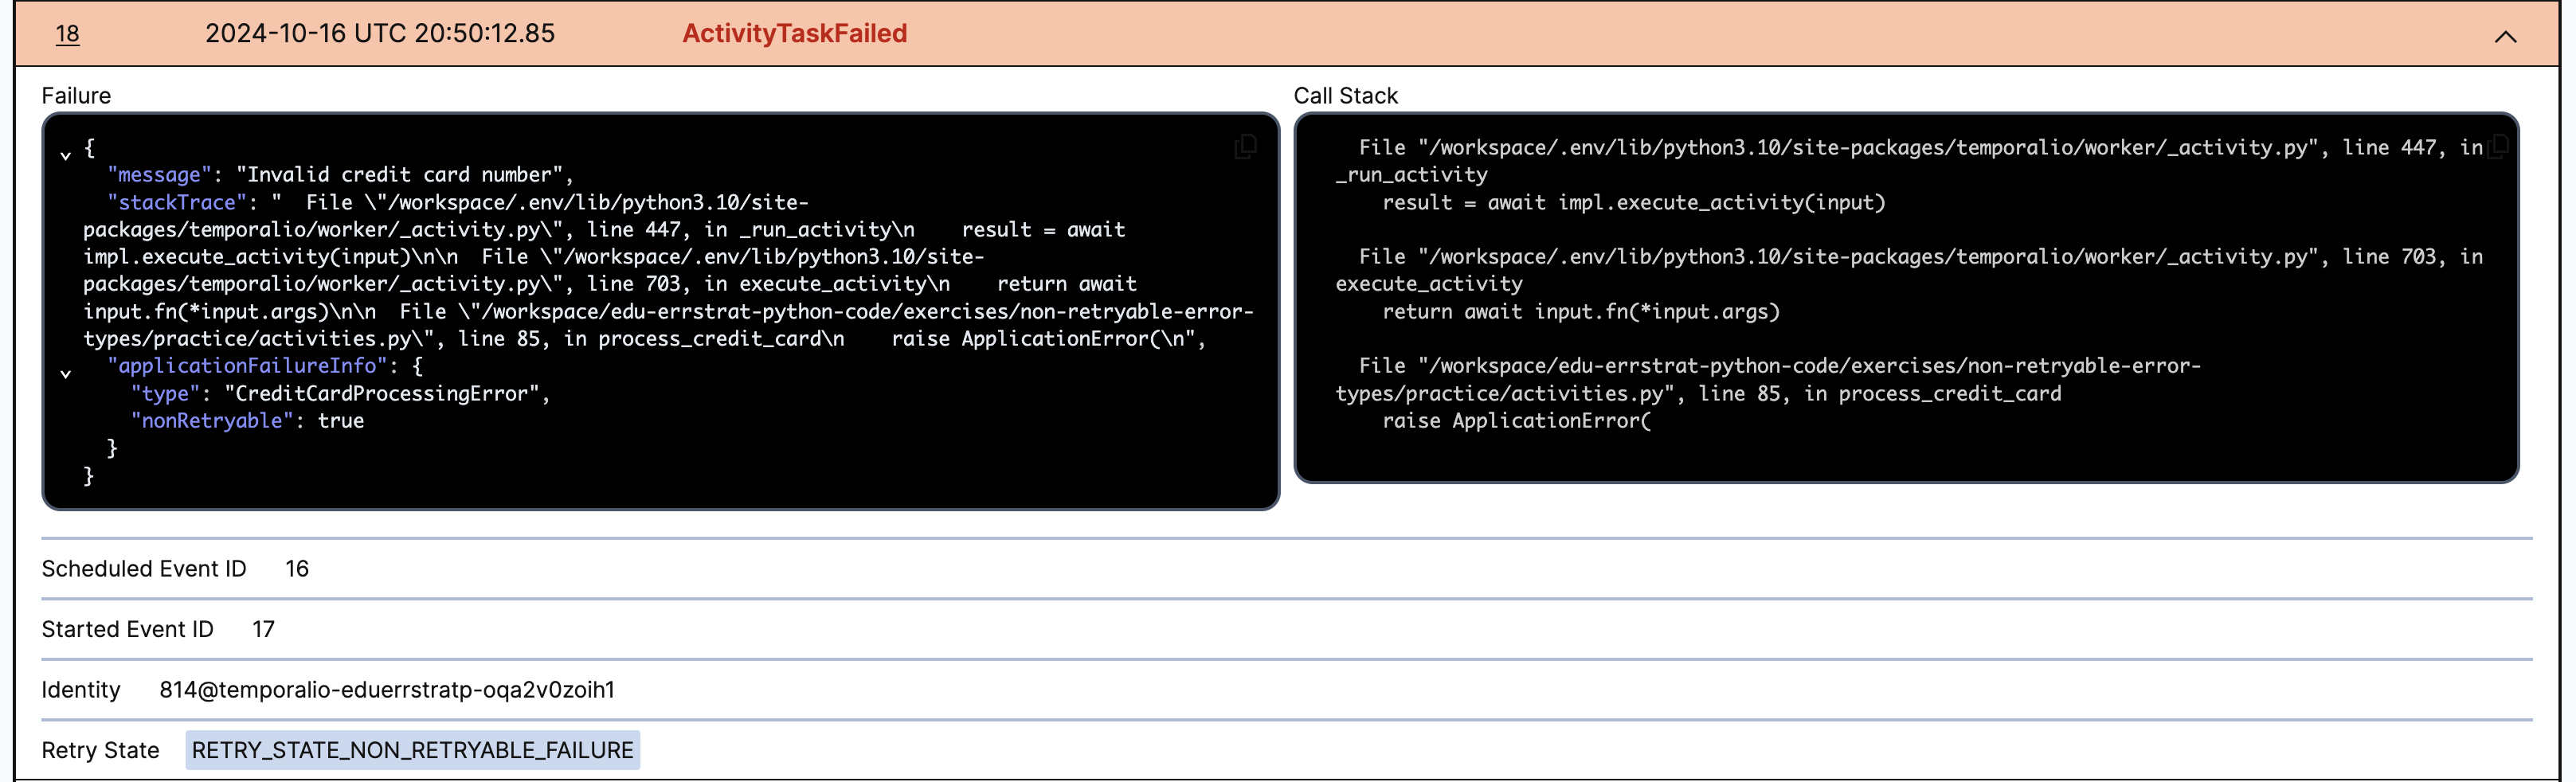 18 2024-10-16 UTC 20:50:12.85 ActivityTaskFailed
Failure
{
"message": "Invalid credit card number",
"stackTrace": "  File \"/workspace/.env/lib/python3.10/site-
packages/temporalio/worker/_activity.py\", line 447, in _run_activity\n    result = await
impl.execute_activity(input)\n\n  File \"/workspace/.env/lib/python3.10/site-
packages/temporalio/worker/_activity.py\", line 703, in execute_activity\n    return await
input.fn(*input.args)\n\n  File \"/workspace/edu-errstrat-python-code/exercises/non-retryable-error-
types/practice/activities.py\", line 85, in process_credit_card\n    raise ApplicationError(\n",
"applicationFailureInfo": {
"type": "CreditCardProcessingError",
"nonRetryable": true
}
}
Call Stack
File "/workspace/.env/lib/python3.10/site-packages/temporalio/worker/_activity.py", line 447, in
_run_activity
result = await impl.execute_activity(input)
File "/workspace/.env/lib/python3.10/site-packages/temporalio/worker/_activity.py", line 703, in
execute_activity
return await input.fn(*input.args)
File "/workspace/edu-errstrat-python-code/exercises/non-retryable-error-
types/practice/activities.py", line 85, in process_credit_card
raise ApplicationError(
Scheduled Event ID 16
Started Event ID 17
Identity 814@temporalio-eduerrstratp-oqa2v0zoih1
Retry State RETRY_STATE_NON_RETRYABLE_FAILURE